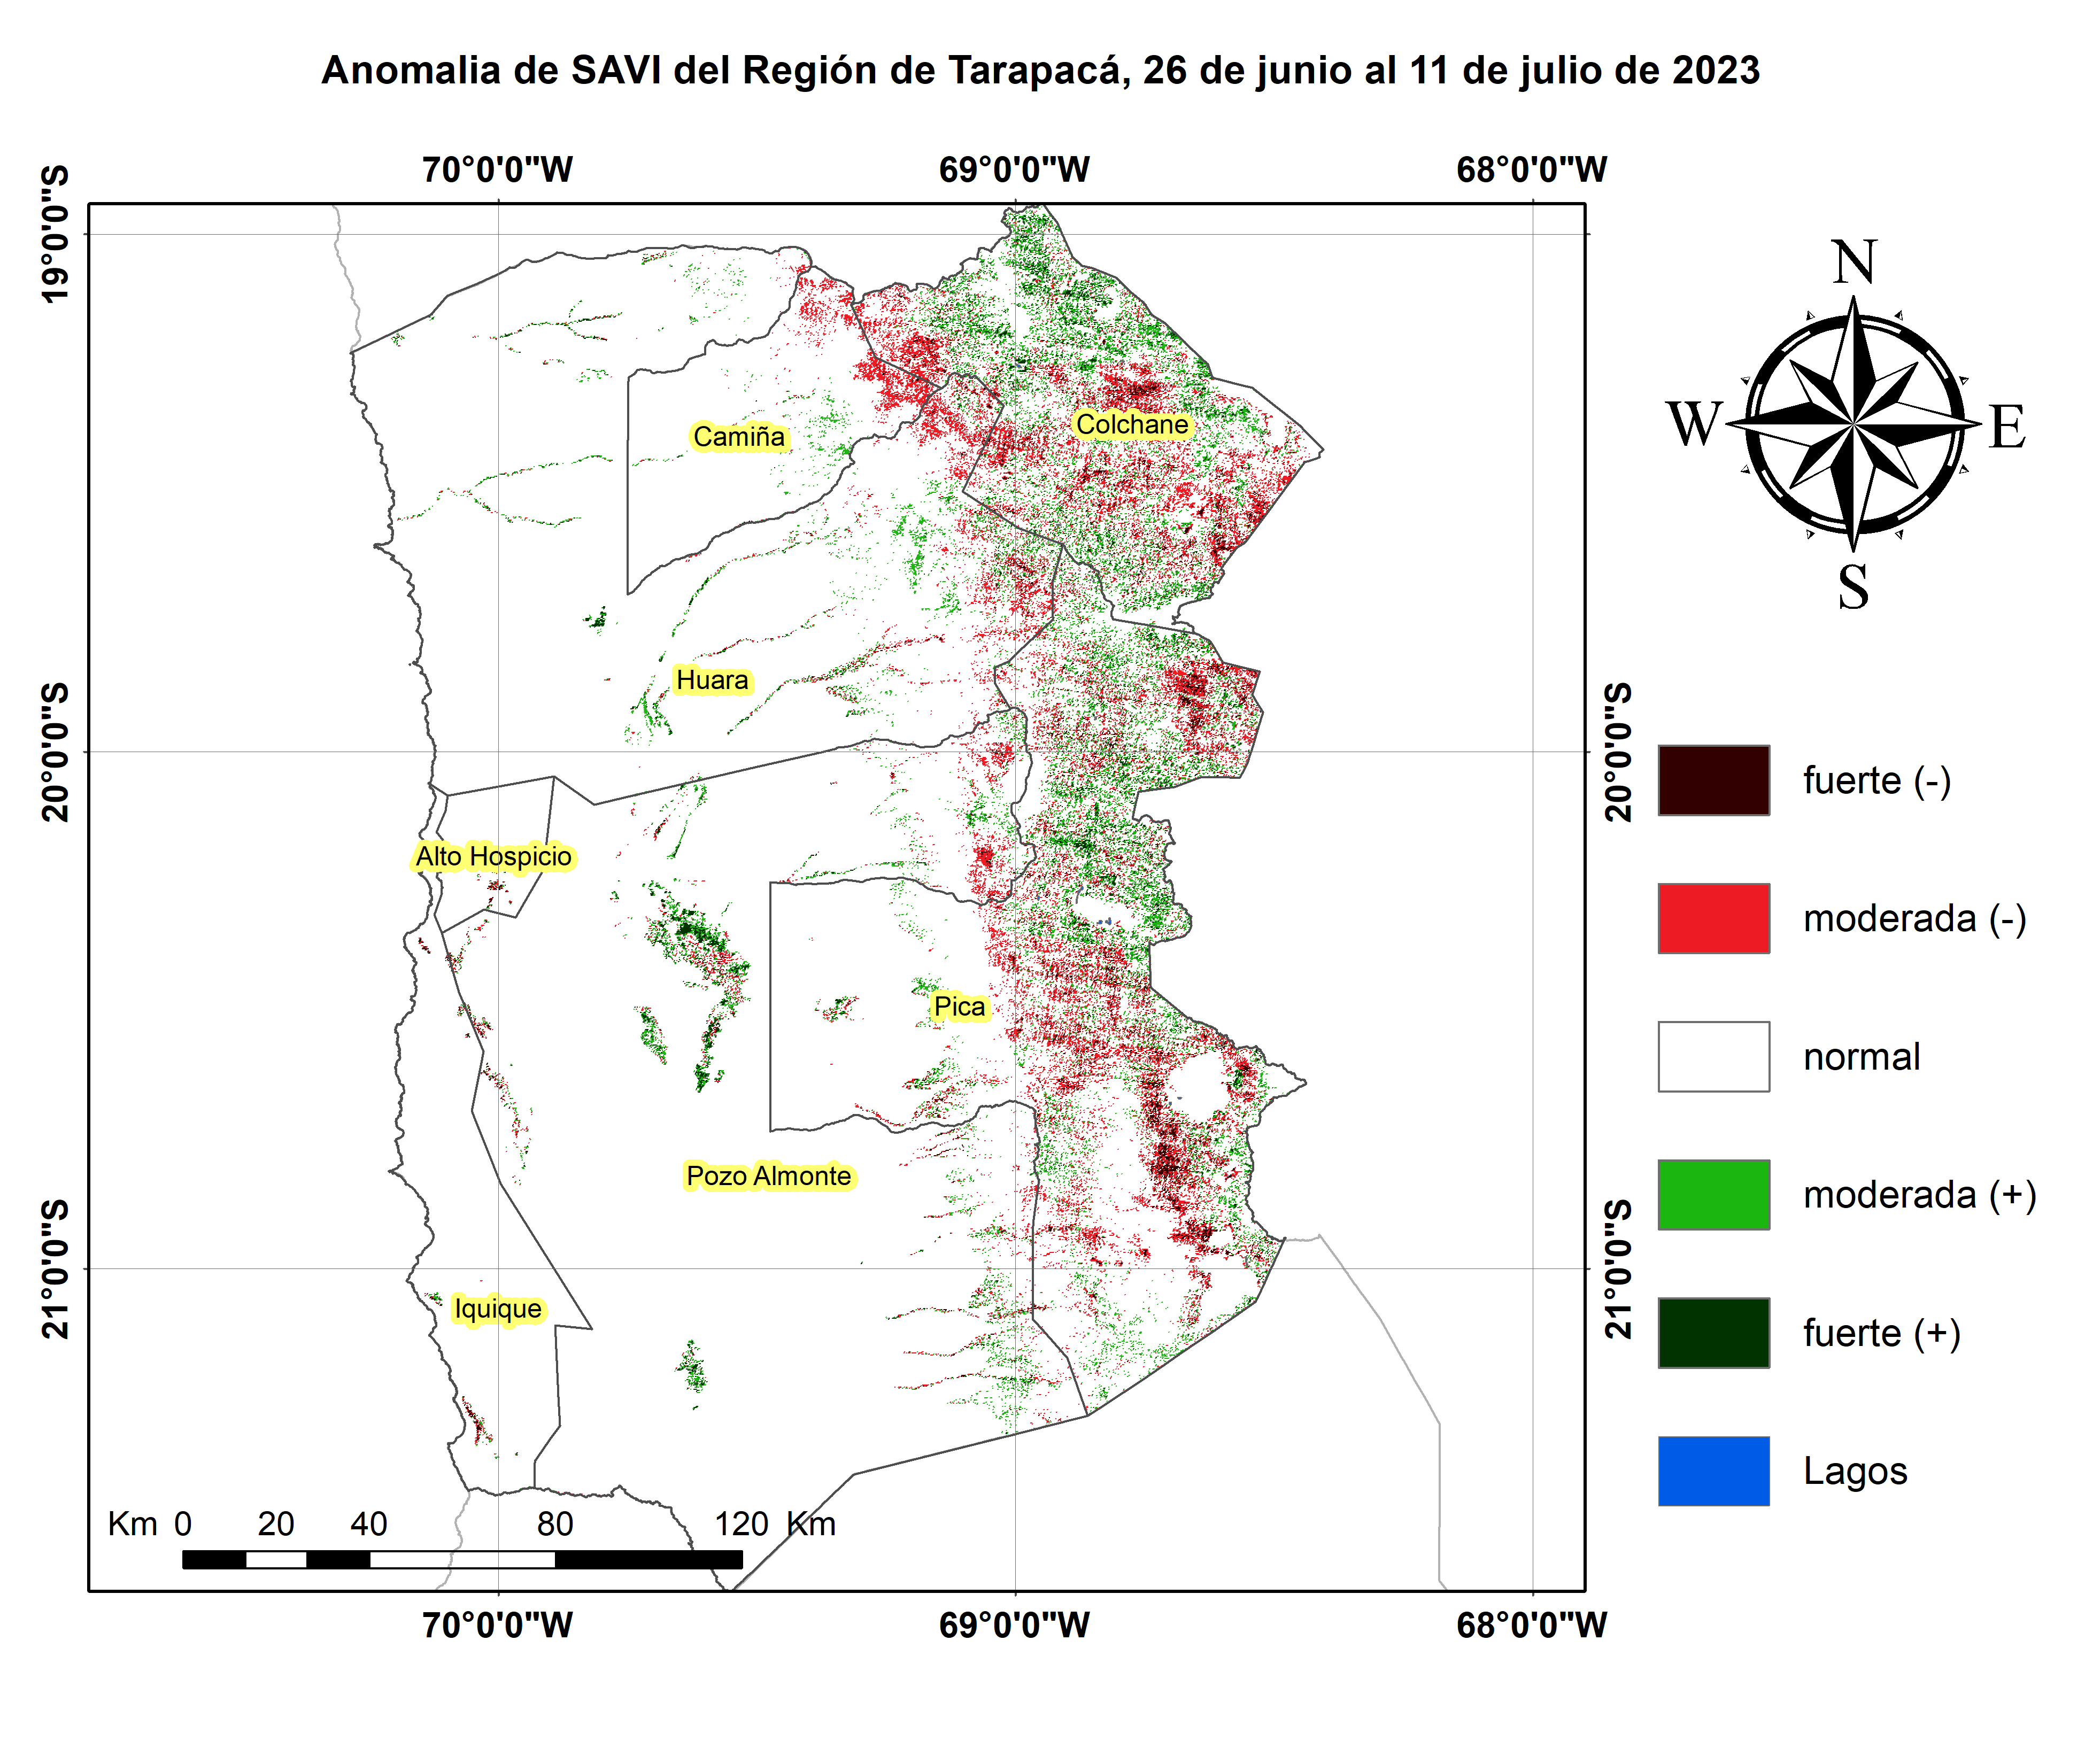 Anomalia de SAVI del Región de Tarapacá, 26 de junio al 11 de julio de 2023
70°0'0"W 69°0'0"W 68°0'0"W
19°0'0"S
20°0'0"S
21°0'0"S
Colchane
Camiña
Huara
Alto Hospicio
Pica
Pozo Almonte
Iquique
Km 0 20 40 80 120 Km
70°0'0"W 69°0'0"W 68°0'0"W
20°0'0"S
21°0'0"S
N
W E
S
fuerte (-)
moderada (-)
normal
moderada (+)
fuerte (+)
Lagos